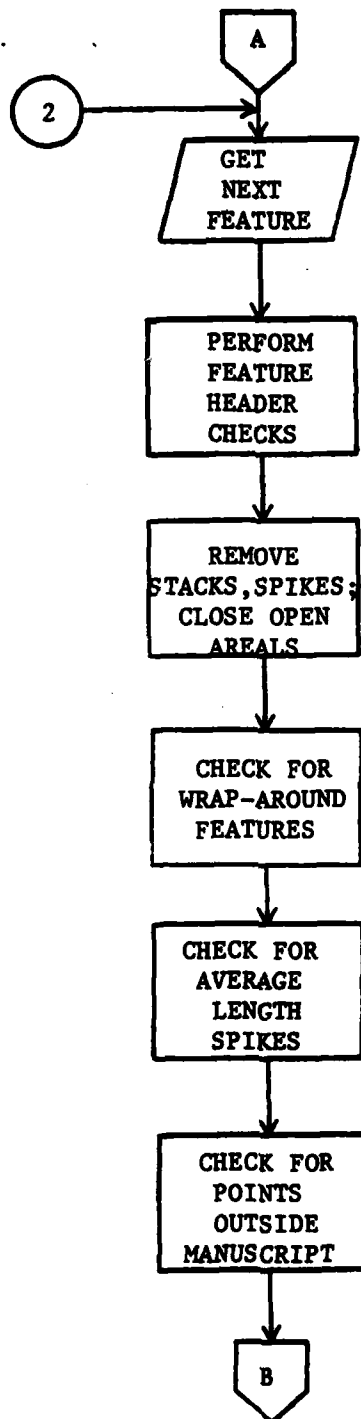 A
2
GET
NEXT
FEATURE
PERFORM
FEATURE
HEADER
CHECKS
REMOVE
STACKS,SPIKES;
CLOSE OPEN
AREALS
CHECK FOR
WRAP-AROUND
FEATURES
CHECK FOR
AVERAGE
LENGTH
SPIKES
CHECK FOR
POINTS
OUTSIDE
MANUSCRIPT
B